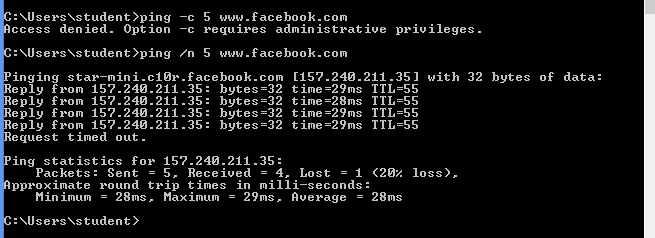 C:\Users\student>ping -c 5 www.facebook.com
Access denied. Option -c requires administrative privileges.
C:\Users\student>ping /n 5 www.facebook.com
Pinging star-mini.c10r.facebook.com [157.240.211.35] with 32 bytes of data:
Reply from 157.240.211.35: bytes=32 time=29ms TTL=55
Reply from 157.240.211.35: bytes=32 time=28ms TTL=55
Reply from 157.240.211.35: bytes=32 time=29ms TTL=55
Reply from 157.240.211.35: bytes=32 time=29ms TTL=55
Request timed out.
Ping statistics for 157.240.211.35:
    Packets: Sent = 5, Received = 4, Lost = 1 (20% loss),
Approximate round trip times in milli-seconds:
    Minimum = 28ms, Maximum = 29ms, Average = 28ms
C:\Users\student>